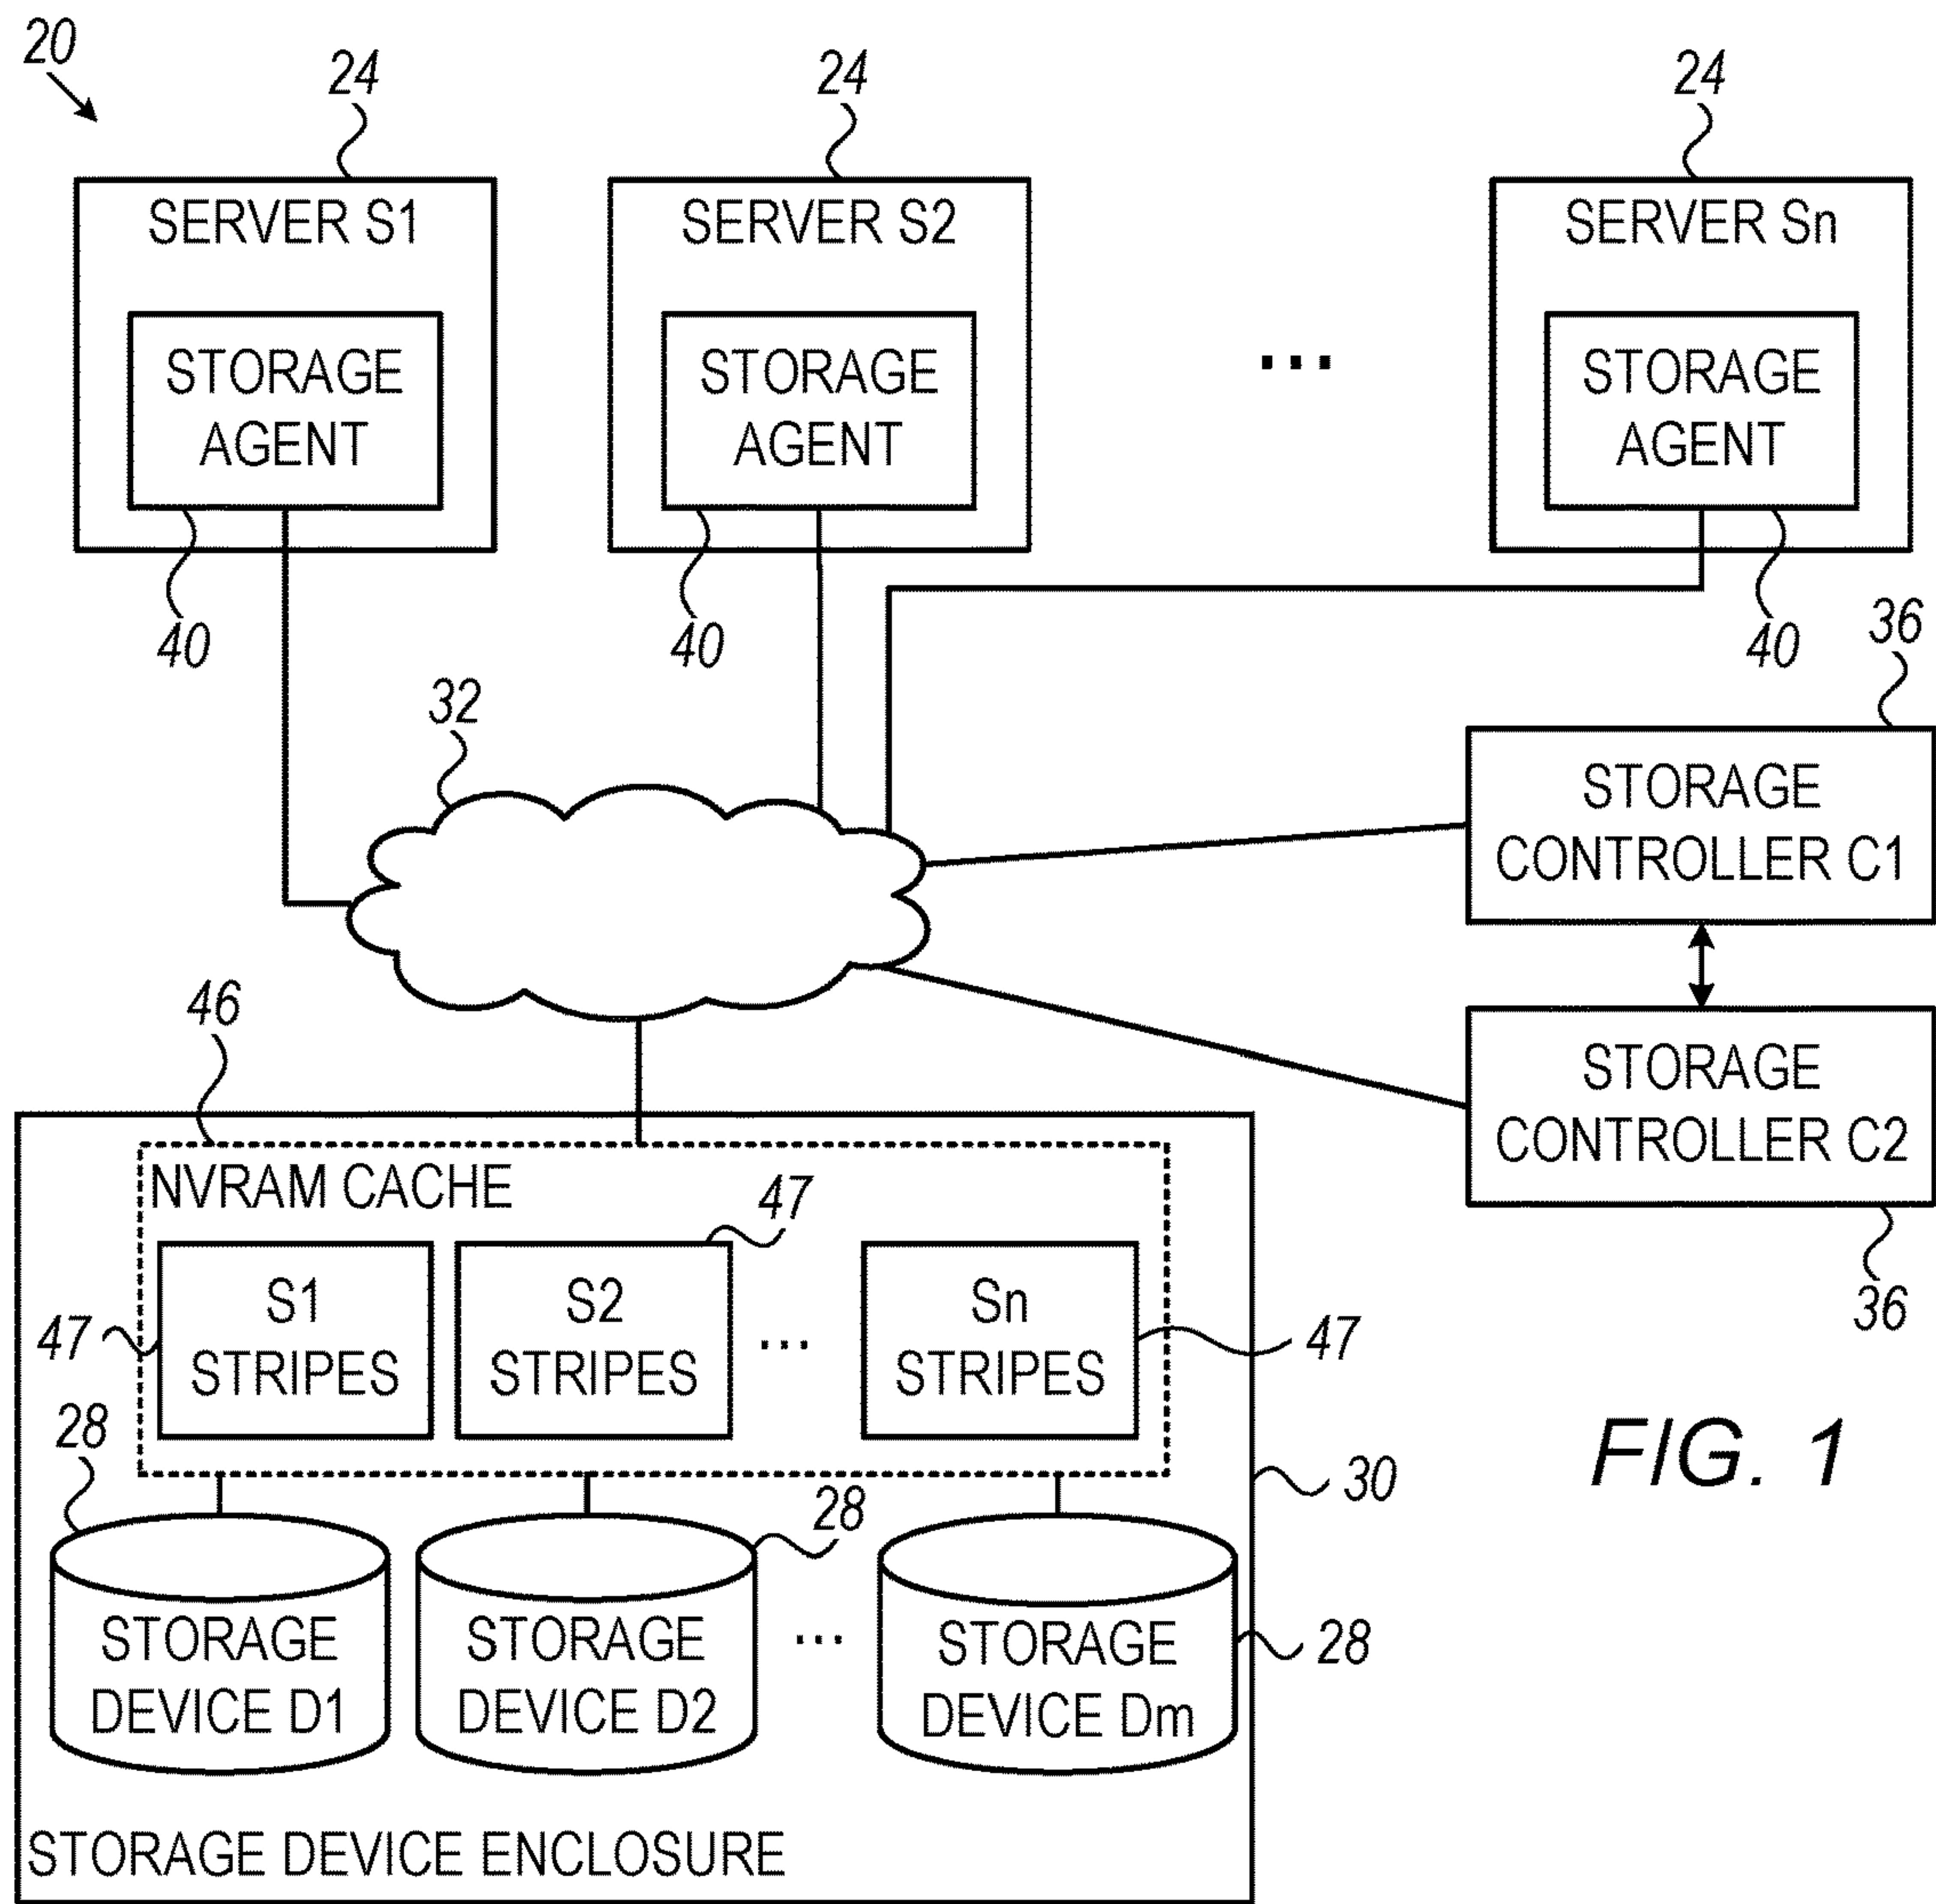 20
24
24
24
SERVER S1
SERVER S2
SERVER Sn
STORAGE
AGENT
STORAGE
AGENT
...
STORAGE
AGENT
40
40
40
36
32
STORAGE
CONTROLLER C1
46
STORAGE
CONTROLLER C2
36
NVRAM CACHE
47
S1
STRIPES
S2
STRIPES
...
Sn
STRIPES
47
47
28
28
30
FIG. 1
STORAGE
DEVICE D1
STORAGE
DEVICE D2
...
STORAGE
DEVICE Dm
28
STORAGE DEVICE ENCLOSURE